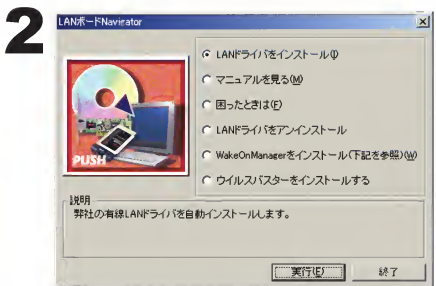 2
LANボードNavirator
LANドライバをインストール(I)
マニュアルを見る(M)
困ったときは(F)
LANドライバをアンインストール
WakeOnManagerをインストール(下記を参照)(W)
ウイルスバスターをインストールする
PUSH
説明
弊社の有線LANドライバを自動インストールします。
実行(E)
終了